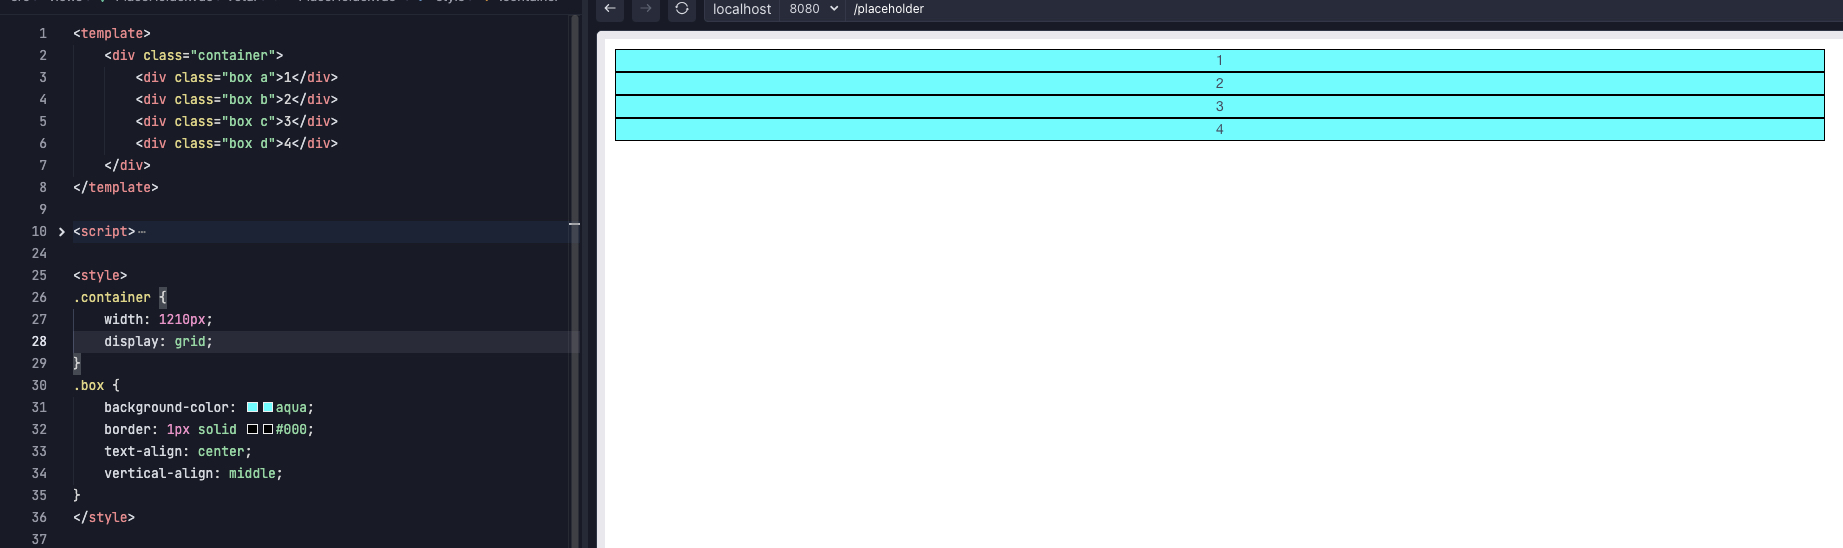 1 <template>
2 <div class="container">
3 <div class="box a">1</div>
4 <div class="box b">2</div>
5 <div class="box c">3</div>
6 <div class="box d">4</div>
7 </div>
8 </template>
9
10 <script>
24
25 <style>
26 .container {
27 width: 1210px;
28 display: grid;
29 }
30 .box {
31 background-color: aqua;
32 border: 1px solid #000;
33 text-align: center;
34 vertical-align: middle;
35 }
36 </style>
37
localhost 8080 /placeholder
1
2
3
4